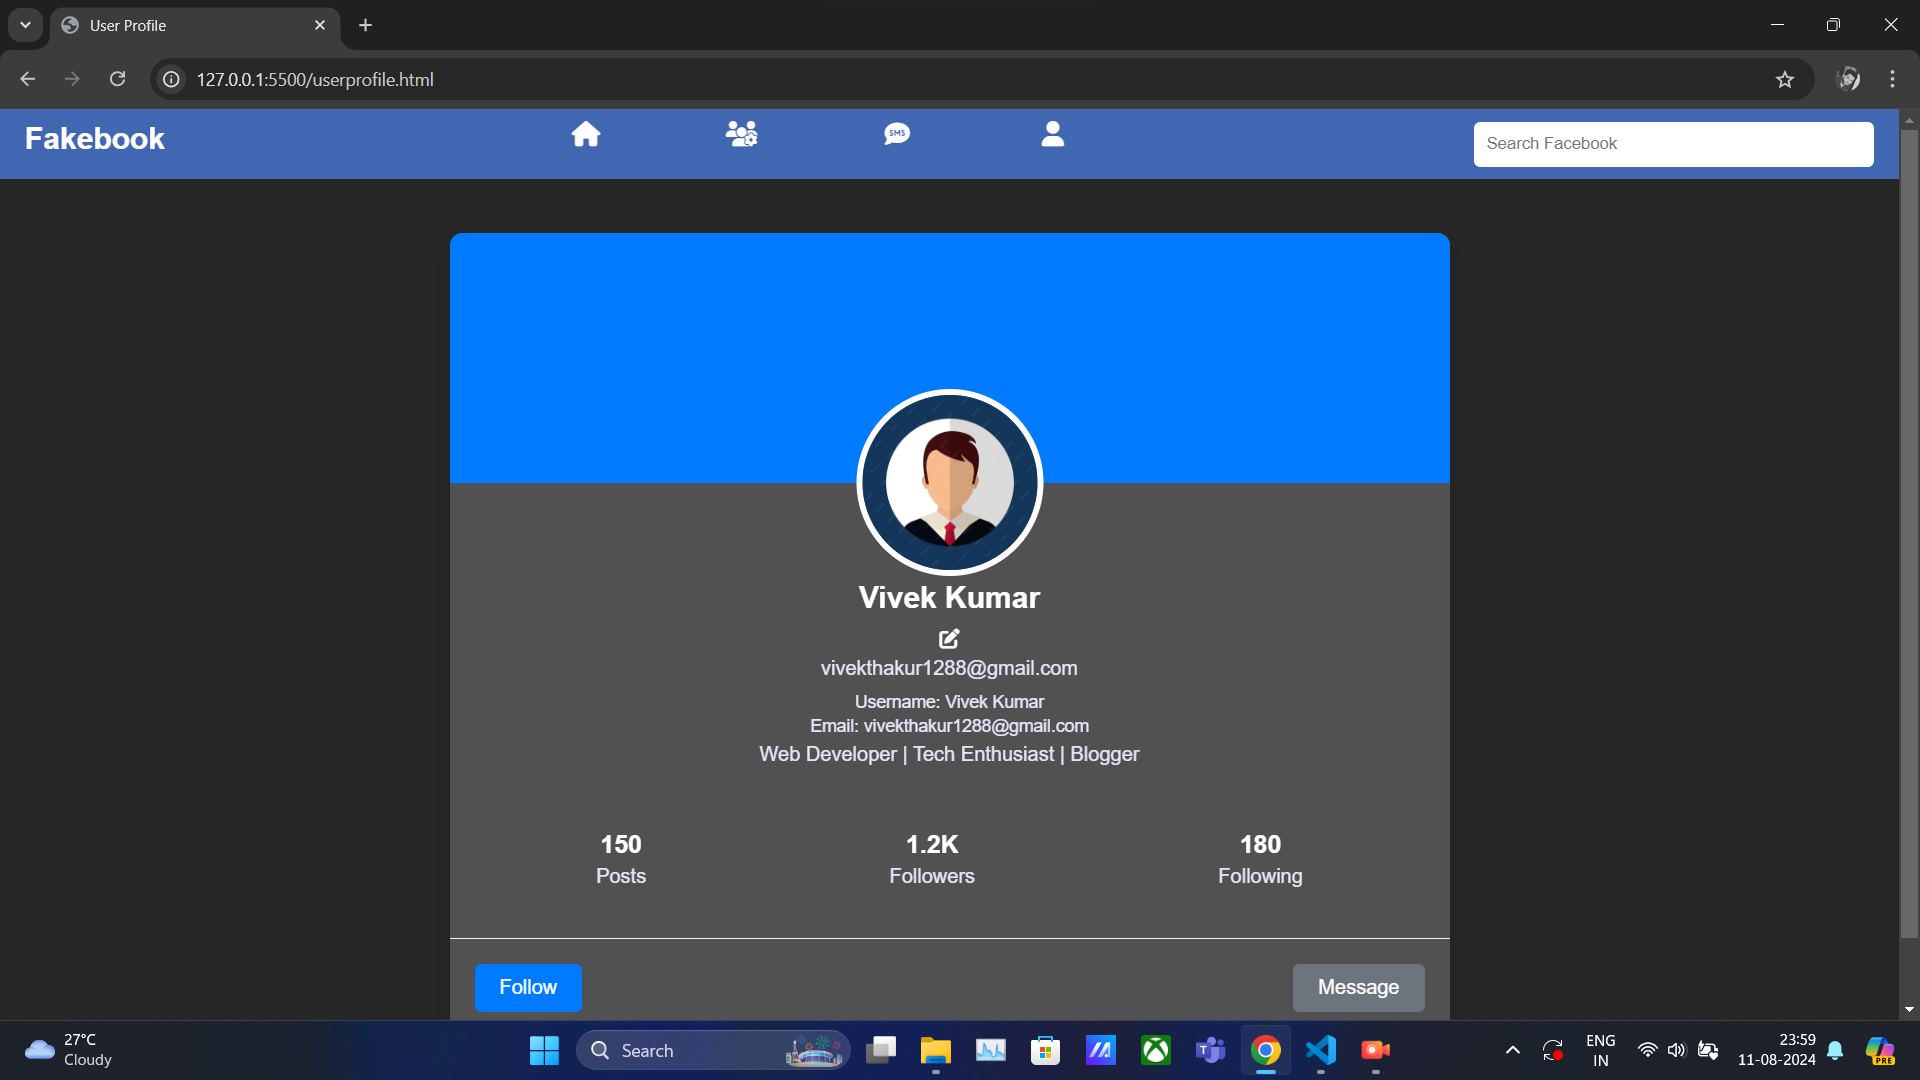 User Profile
127.0.0.1:5500/userprofile.html
Fakebook
SMS
Search Facebook
Vivek Kumar
vivekthakur1288@gmail.com
Username: Vivek Kumar
Email: vivekthakur1288@gmail.com
Web Developer | Tech Enthusiast | Blogger
150 1.2K 180
Posts Followers Following
Follow Message
27°C
Cloudy
Search
ENG
IN
23:59
11-08-2024
PRE